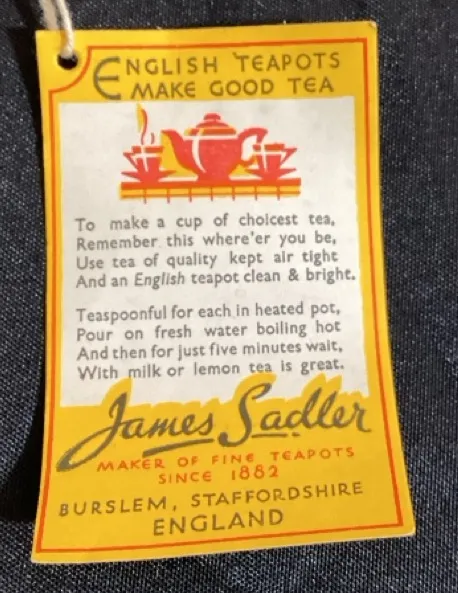 ENGLISH TEAPOTS
MAKE GOOD TEA
To make a cup of choicest tea,
Remember this where'er you be,
Use tea of quality kept air tight
And an English teapot clean & bright.
Teaspoonful for each in heated pot,
Pour on fresh water boiling hot
And then for just five minutes wait,
With milk or lemon tea is great.
James Sadler
MAKER OF FINE TEAPOTS
SINCE 1882
BURSLEM, STAFFORDSHIRE
ENGLAND